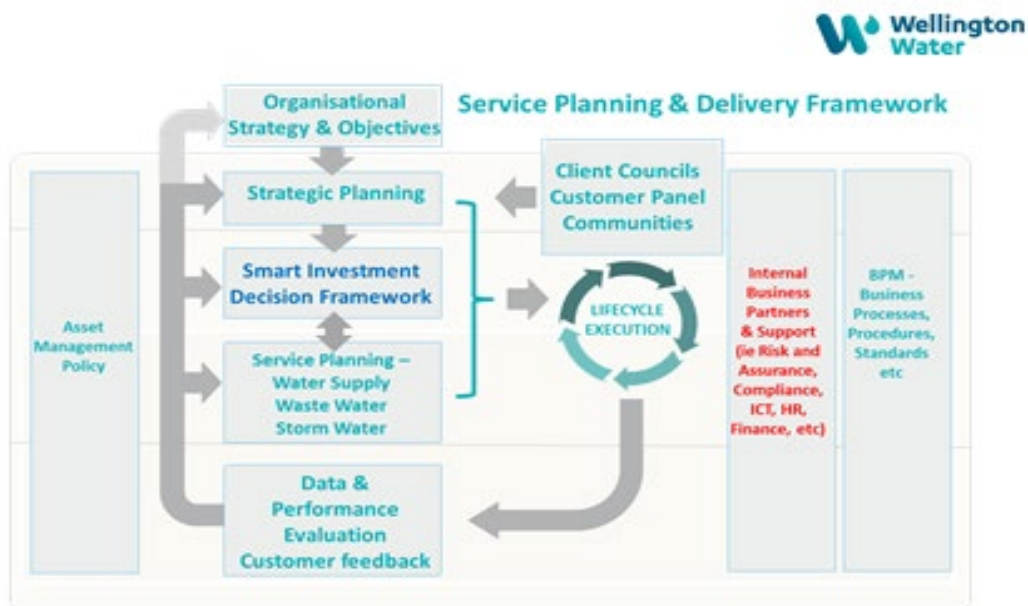 Wellington
Water
Service Planning & Delivery Framework
Organisational
Strategy & Objectives
Strategic Planning
Client Councils
Customer Panel
Communities
Smart Investment
Decision Framework
LIFECYCLE
EXECUTION
Service Planning –
Water Supply
Waste Water
Storm Water
Data &
Performance
Evaluation
Customer feedback
Asset
Management
Policy
Internal
Business
Partners
& Support
(ie Risk and
Assurance,
Compliance,
ICT, HR,
Finance, etc)
BPM -
Business
Processes,
Procedures,
Standards
etc